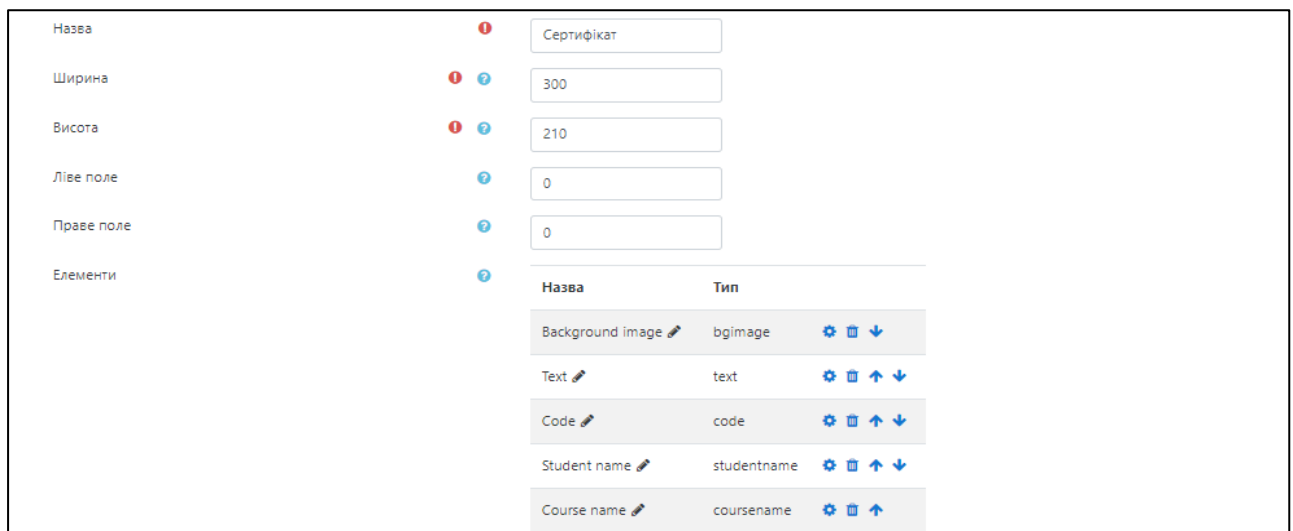 Назва
Сертифікат
Ширина
300
Висота
210
Ліве поле
0
Праве поле
0
Елементи
Назва Тип
Background image bgimage
Text text
Code code
Student name studentname
Course name coursename